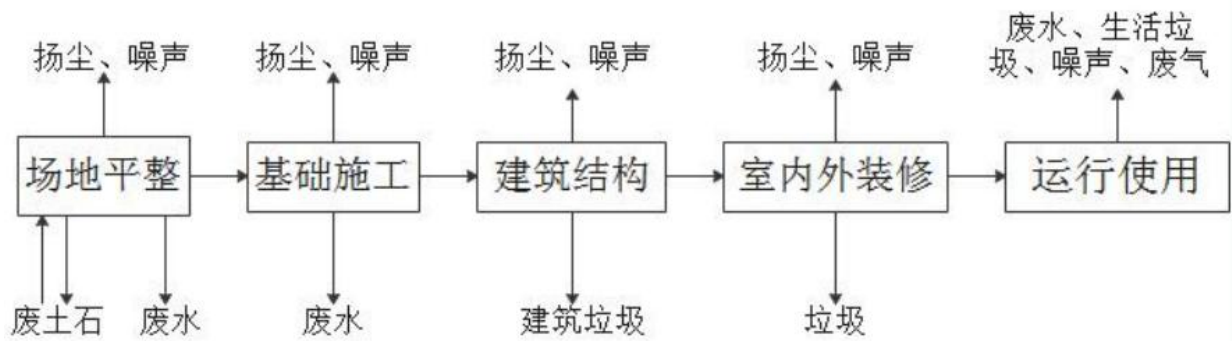 废水、生活垃
圾、噪声、废气
扬尘、噪声
扬尘、噪声
扬尘、噪声
扬尘、噪声
场地平整
基础施工
建筑结构
室内外装修
运行使用
废土石
废水
废水
建筑垃圾
垃圾